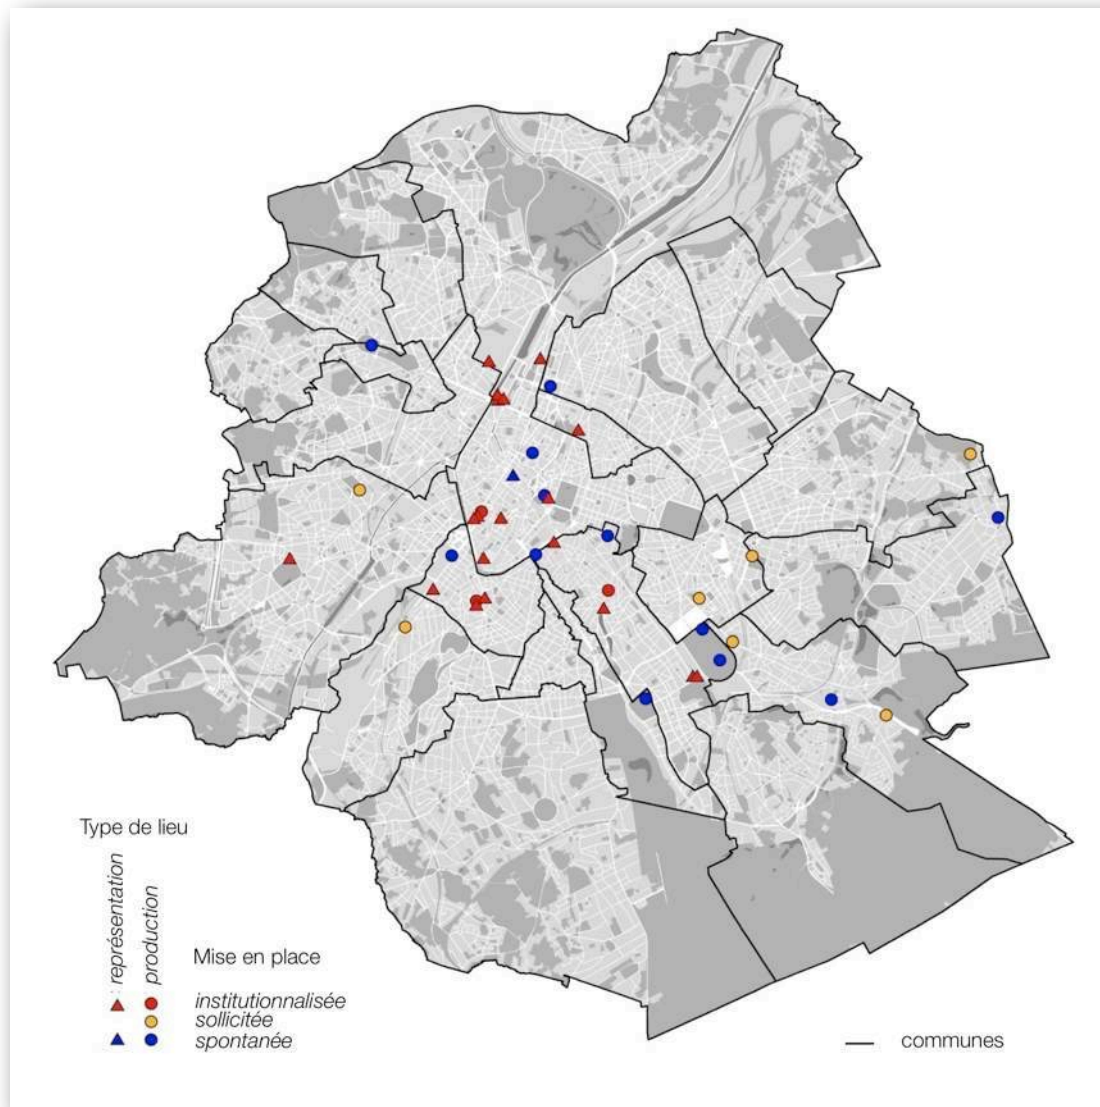 Type de lieu
représentation
production
Mise en place
institutionnalisée
sollicitée
spontanée
communes